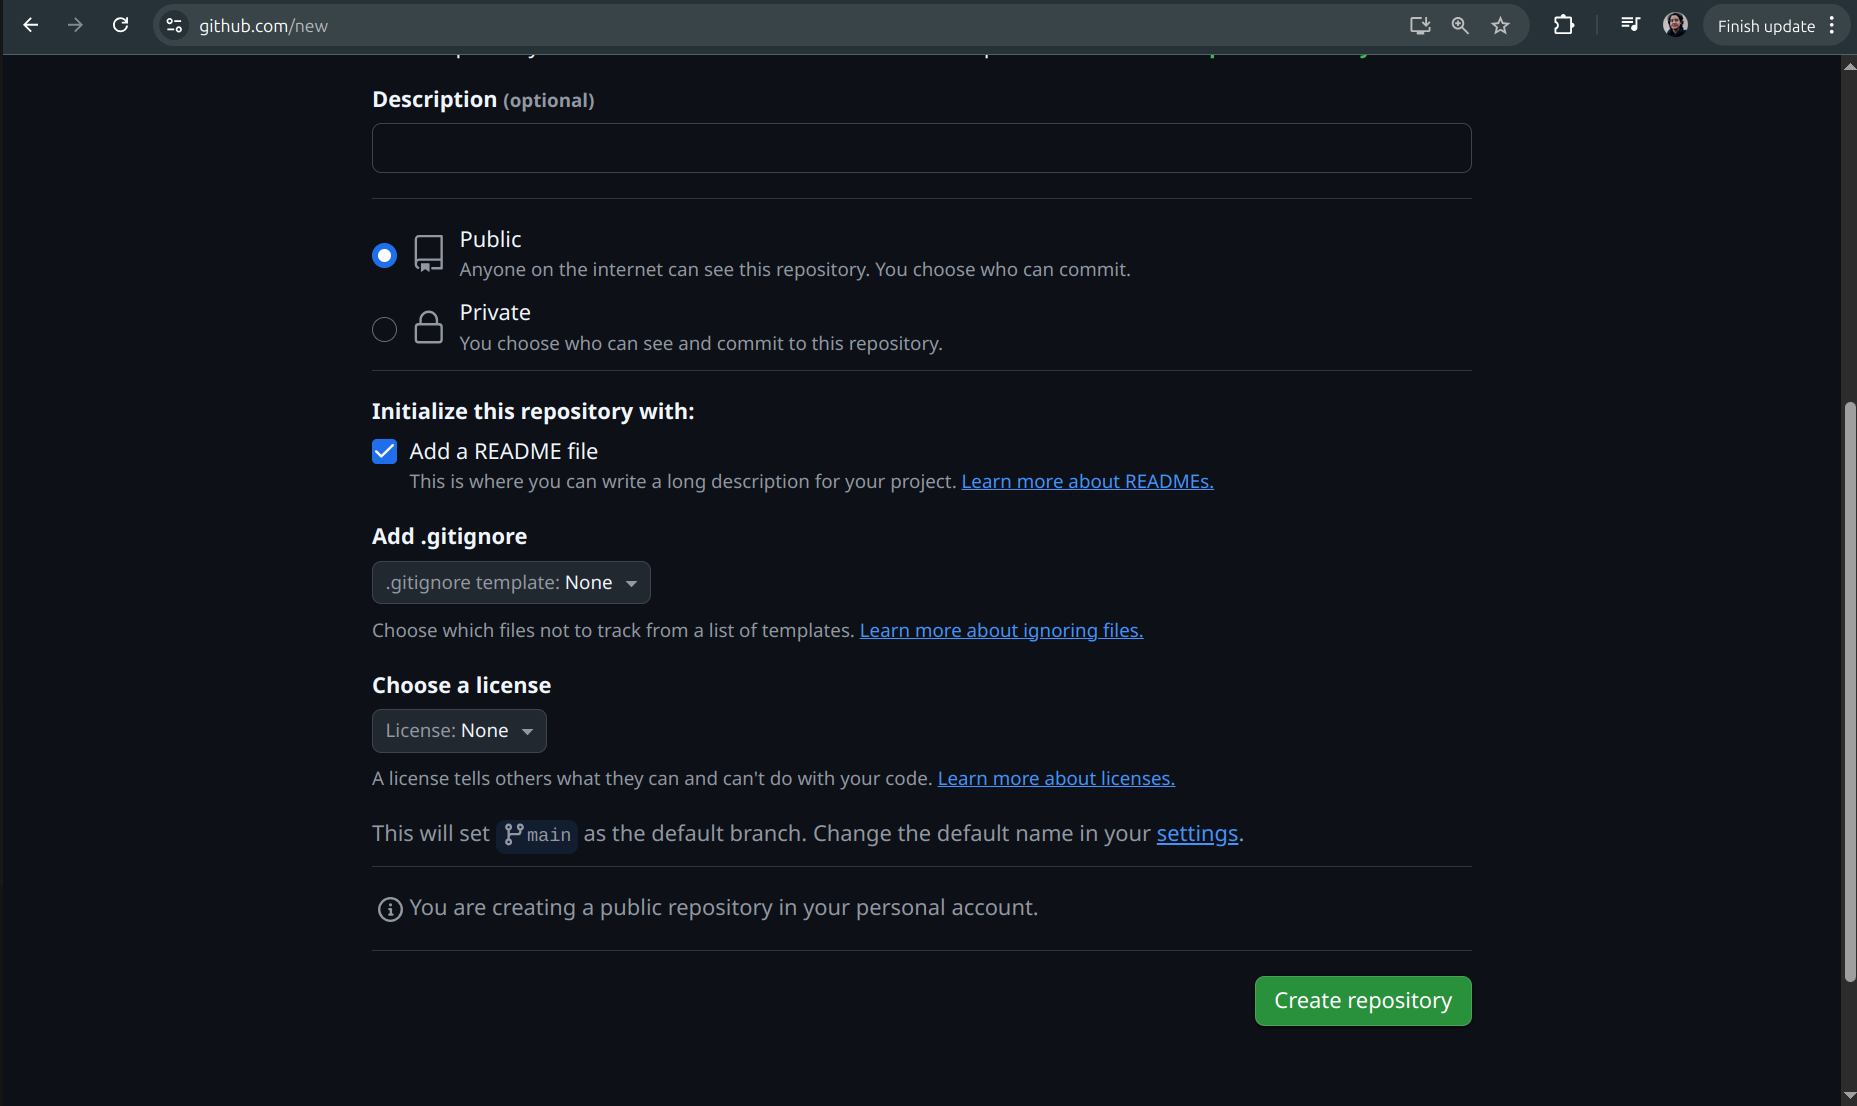 github.com/new
Finish update
Description (optional)
Public
Anyone on the internet can see this repository. You choose who can commit.
Private
You choose who can see and commit to this repository.
Initialize this repository with:
Add a README file
This is where you can write a long description for your project. Learn more about READMEs.
Add .gitignore
.gitignore template: None
Choose which files not to track from a list of templates. Learn more about ignoring files.
Choose a license
License: None
A license tells others what they can and can't do with your code. Learn more about licenses.
This will set main as the default branch. Change the default name in your settings.
You are creating a public repository in your personal account.
Create repository